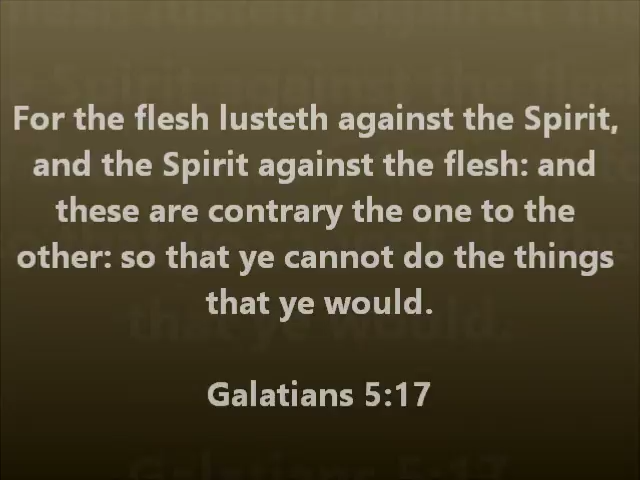 For the flesh lusteth against the Spirit,
and the Spirit against the flesh: and
these are contrary the one to the
other: so that ye cannot do the things
that ye would.
Galatians 5:17